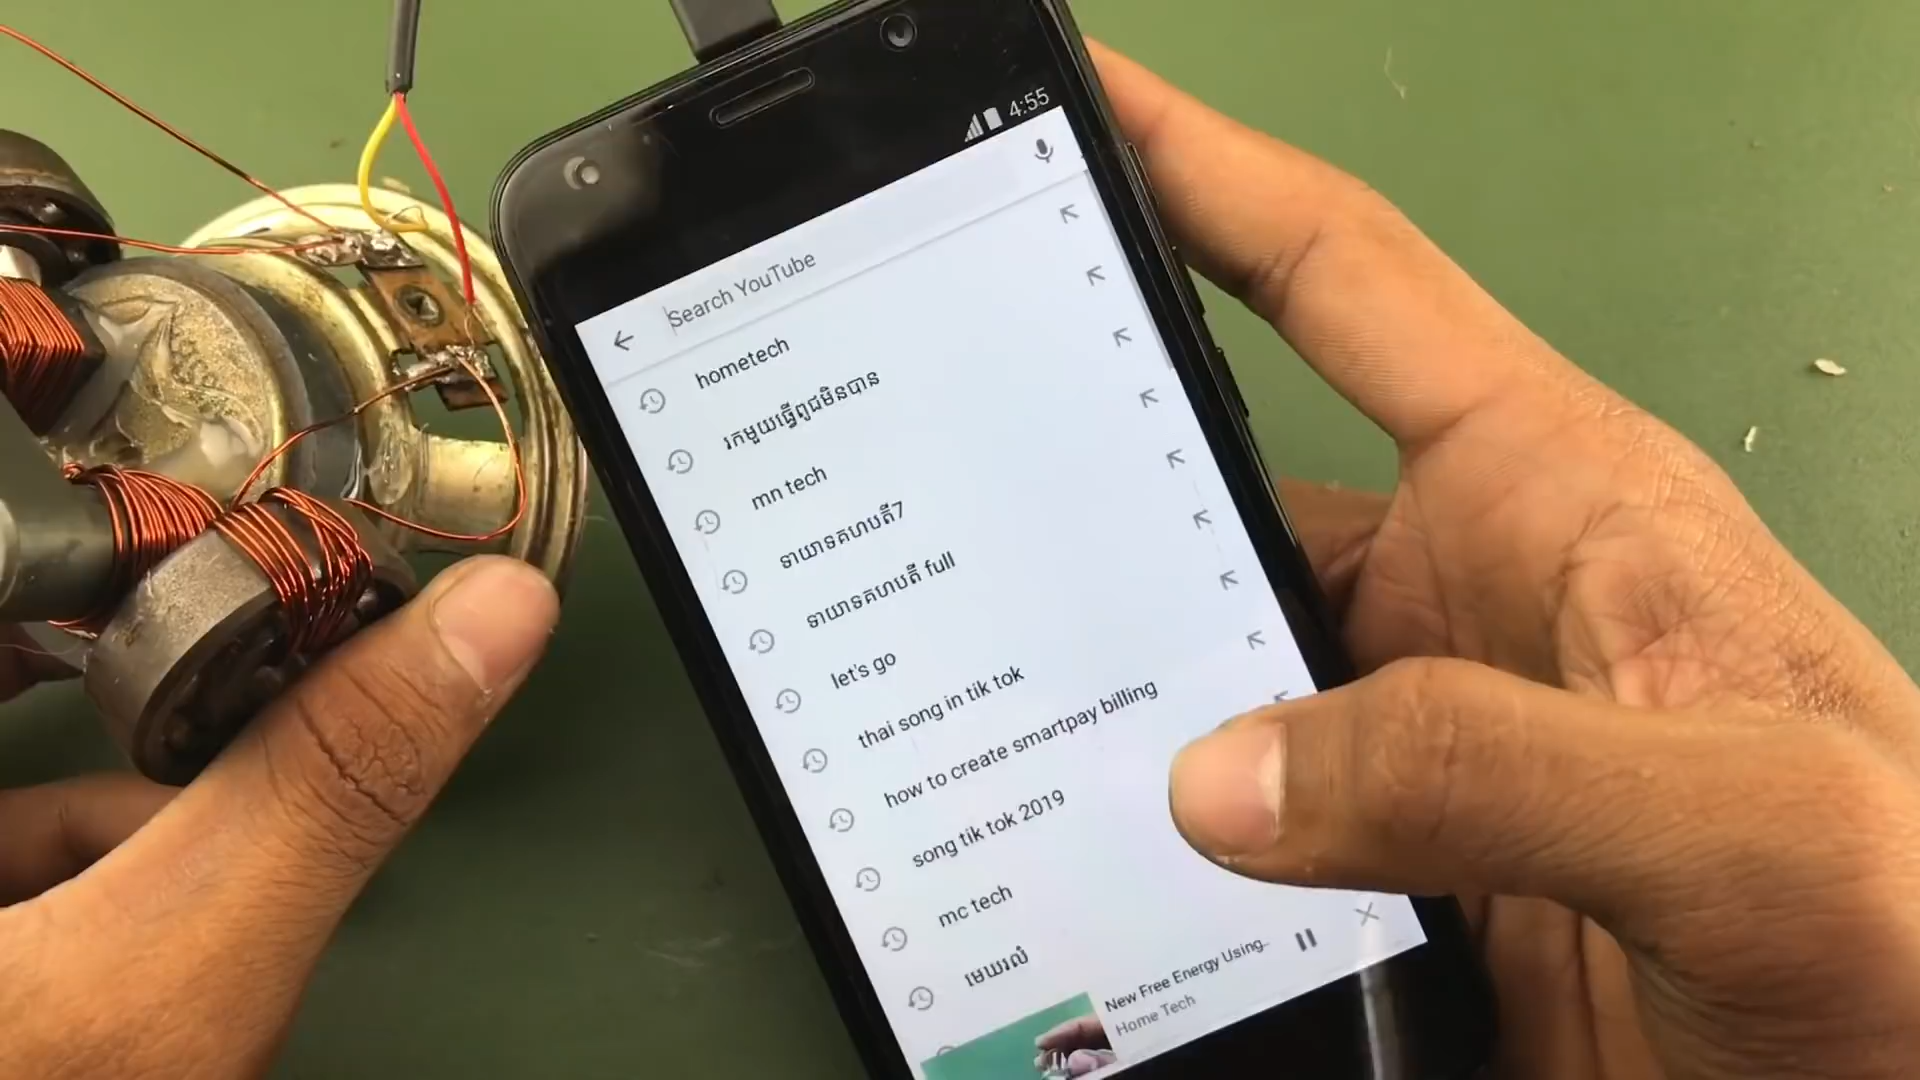 4:55
Search YouTube
hometech
រកមួយធ្វើពូជមិនបាន
mn tech
ទាយាទគហបតី7
ទាយាទគហបតី full
let's go
thai song in tik tok
how to create smartpay billing
song tik tok 2019
mc tech
មេឃរលំ
New Free Energy Using..
Home Tech